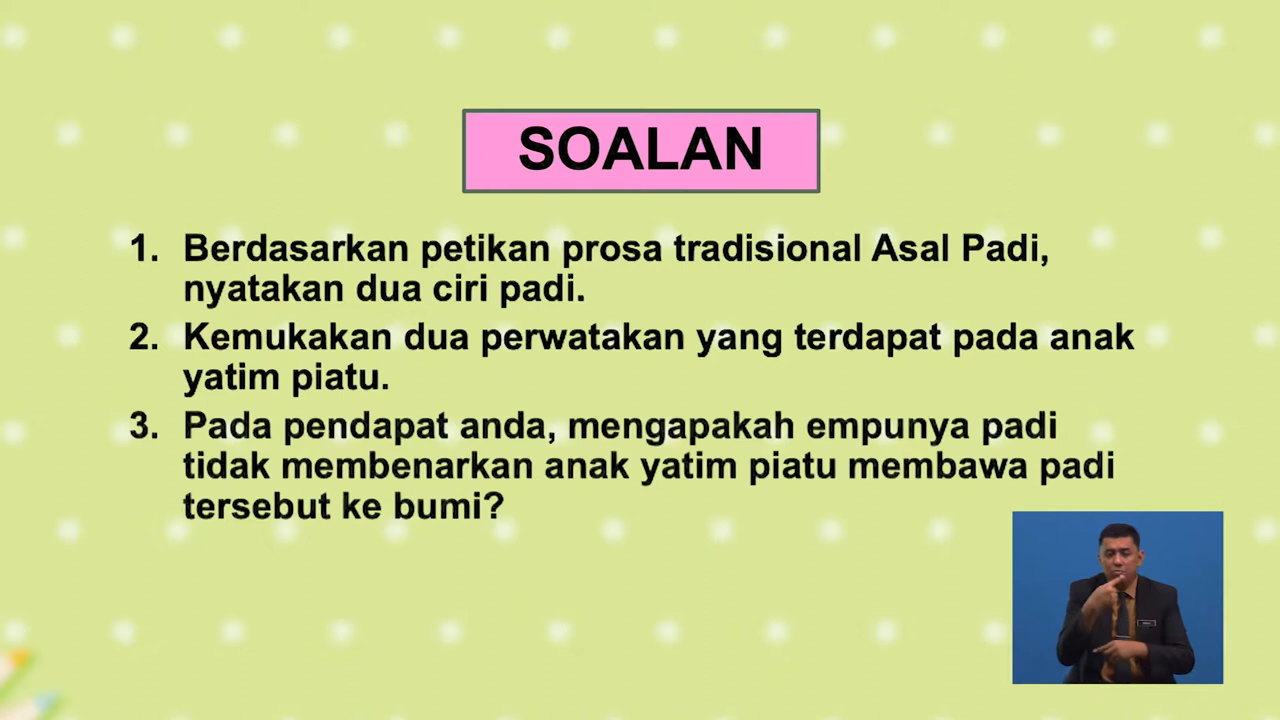 SOALAN
1. Berdasarkan petikan prosa tradisional Asal Padi,
nyatakan dua ciri padi.
2. Kemukakan dua perwatakan yang terdapat pada anak
yatim piatu.
3. Pada pendapat anda, mengapakah empunya padi
tidak membenarkan anak yatim piatu membawa padi
tersebut ke bumi?